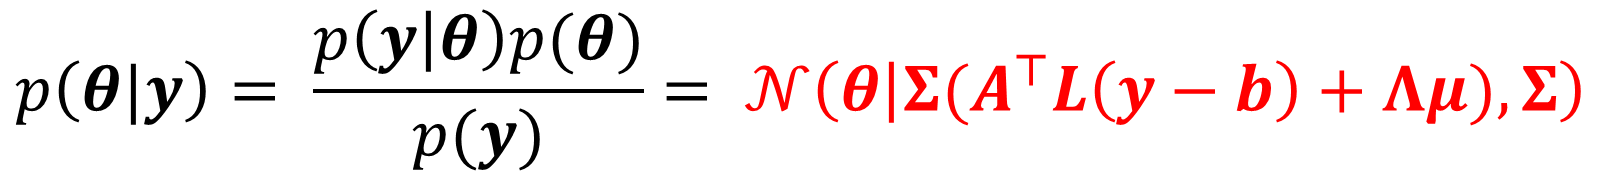 p(θ|y) = p(y|θ)p(θ) / p(y) = 𝒩(θ|Σ(A⊤L(y − b) + Λμ), Σ)